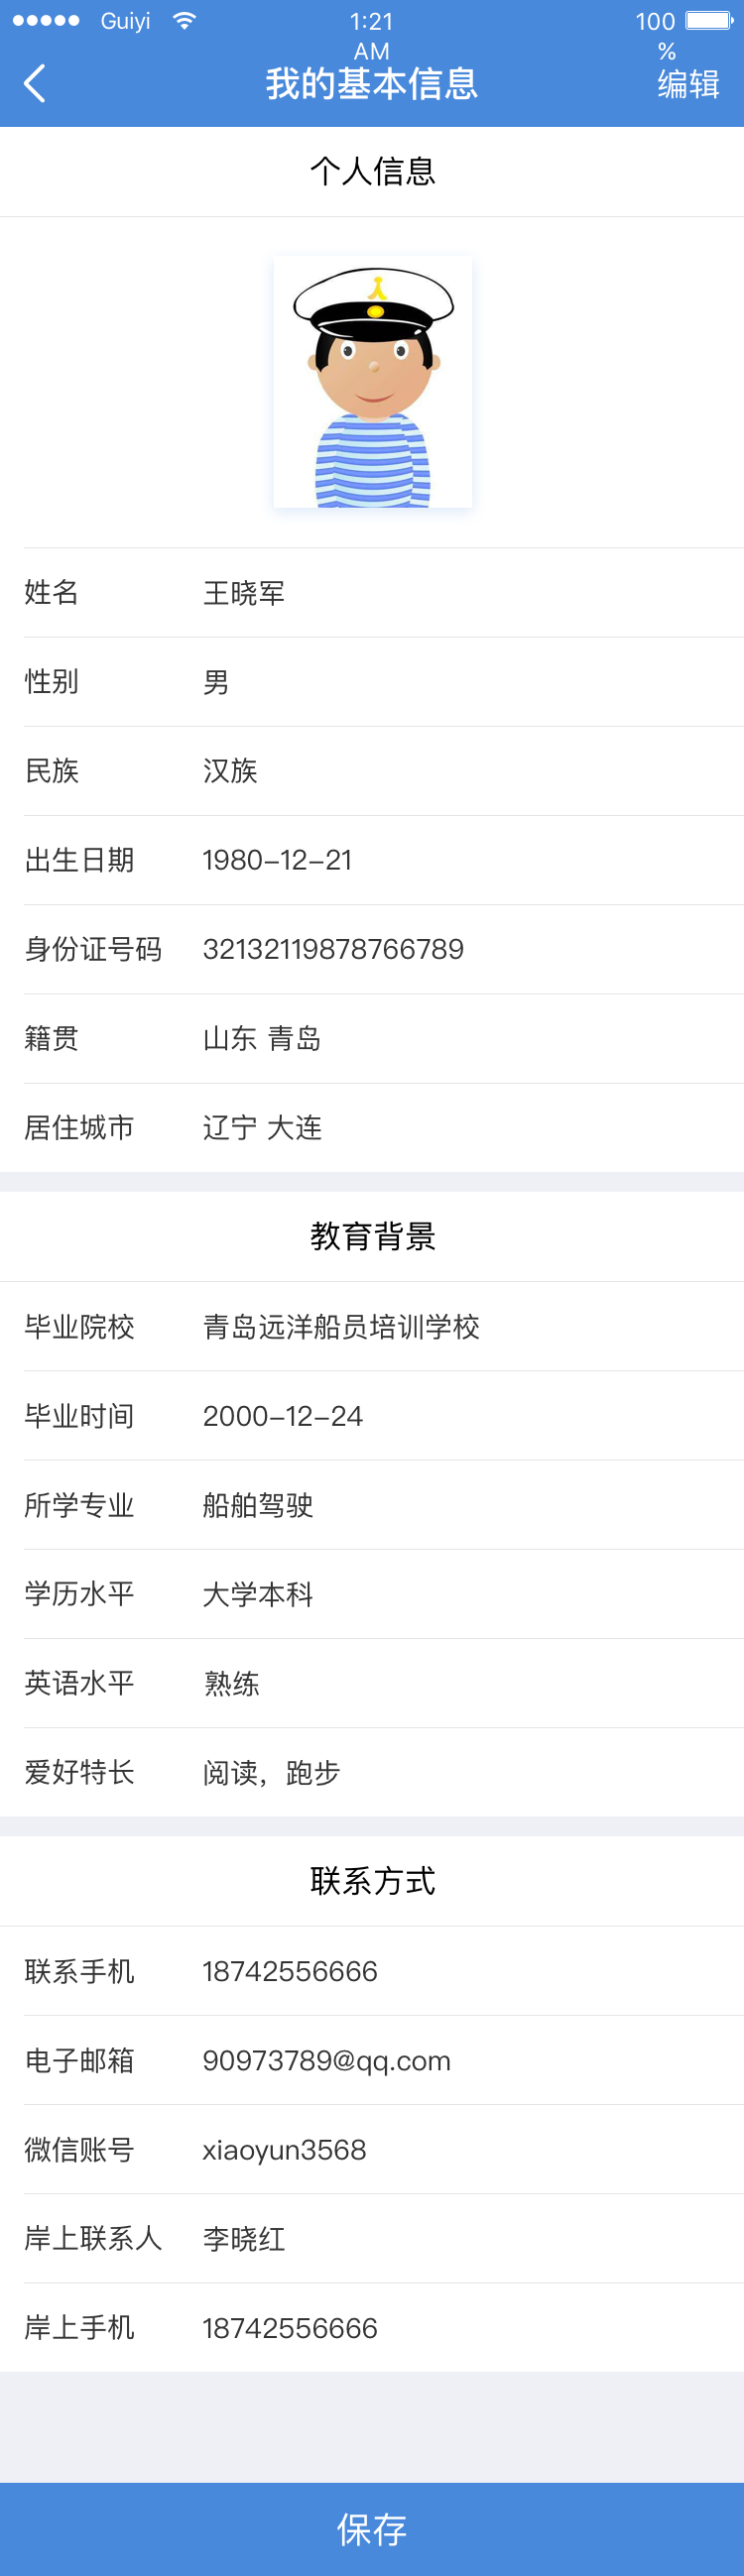 Guiyi 1:21 AM 100 %
我的基本信息 编辑
个人信息
姓名 王晓军
性别 男
民族 汉族
出生日期 1980-12-21
身份证号码 32132119878766789
籍贯 山东 青岛
居住城市 辽宁 大连
教育背景
毕业院校 青岛远洋船员培训学校
毕业时间 2000-12-24
所学专业 船舶驾驶
学历水平 大学本科
英语水平 熟练
爱好特长 阅读，跑步
联系方式
联系手机 18742556666
电子邮箱 90973789@qq.com
微信账号 xiaoyun3568
岸上联系人 李晓红
岸上手机 18742556666
保存